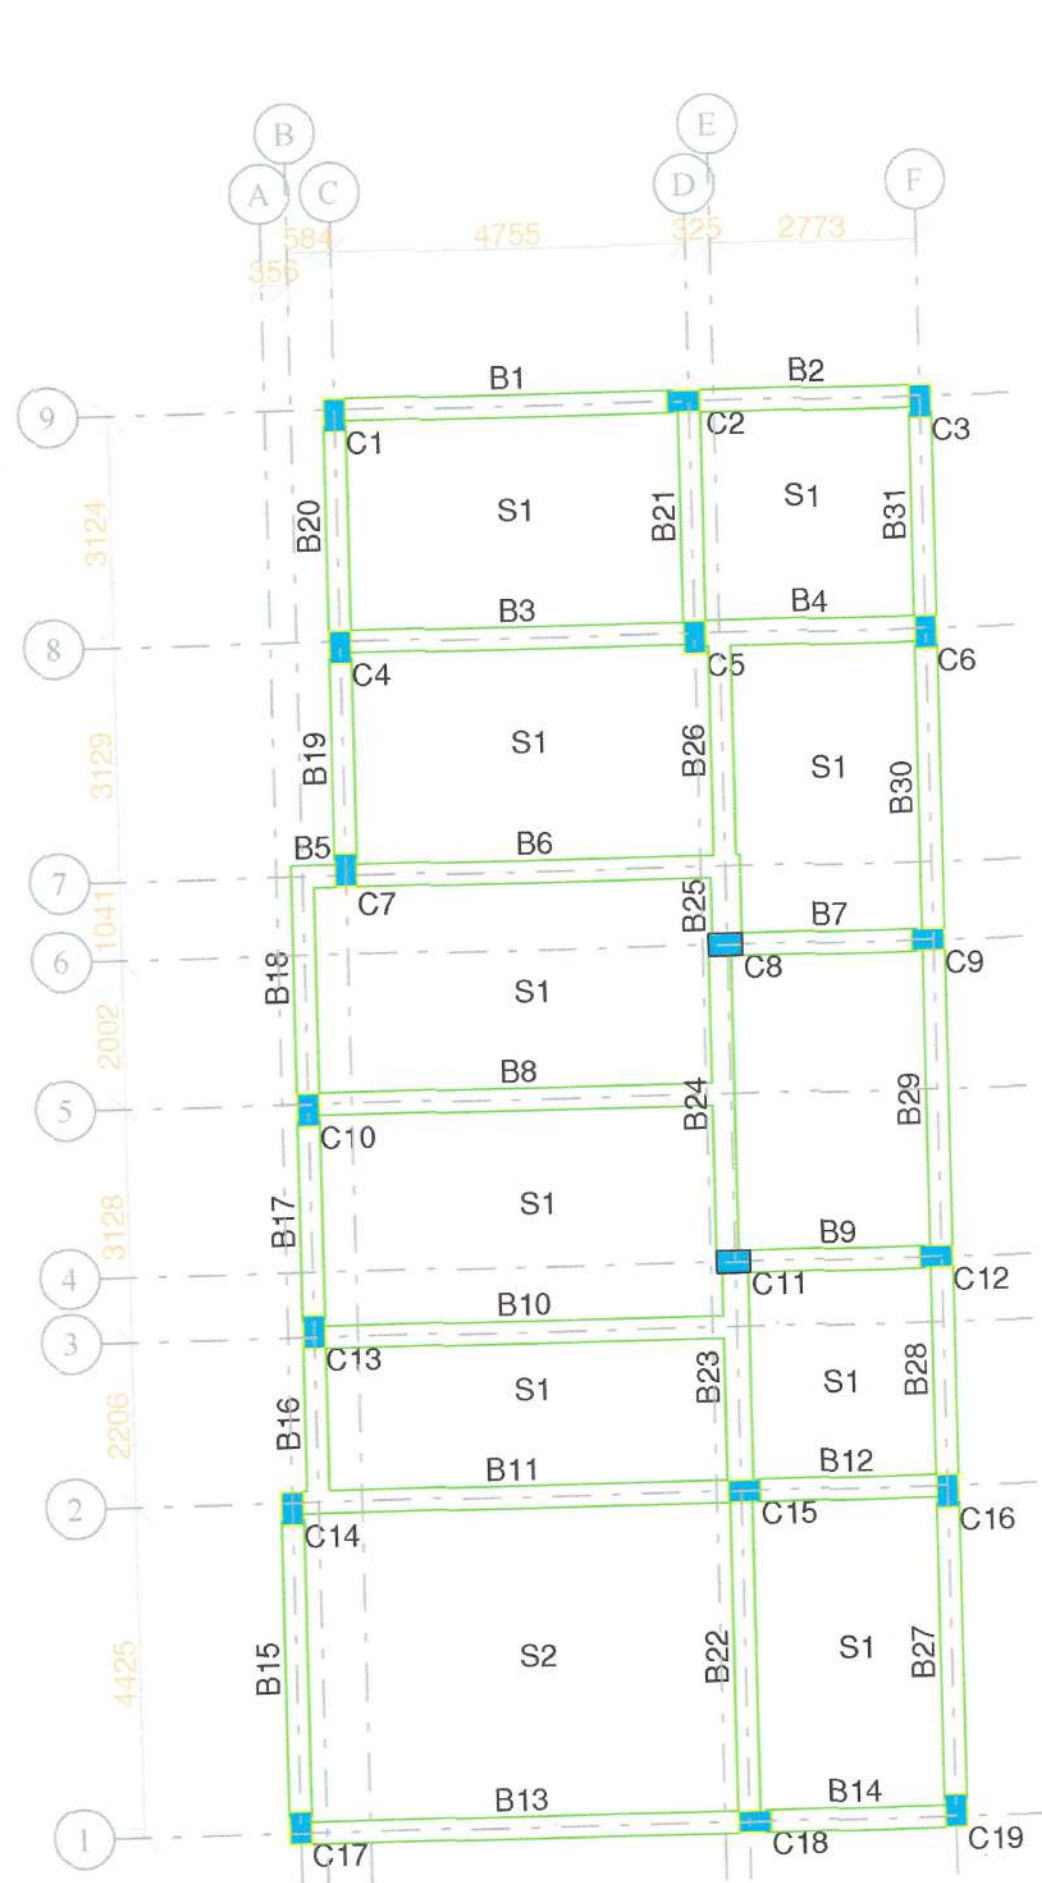 B
E
A
C
D
F
584
4755
325
2773
356
B1
B2
9
C1
C2
C3
3124
B20
S1
B21
S1
B31
B3
B4
8
C4
C5
C6
3129
B19
S1
B26
S1
B30
B5
B6
7
C7
B25
B7
1041
6
C8
C9
B18
S1
2002
B8
B24
B29
5
C10
3128
B17
S1
B9
4
C11
C12
B10
3
C13
2206
B16
S1
B23
S1
B28
B11
B12
2
C14
C15
C16
4425
B15
S2
B22
S1
B27
B13
B14
1
C17
C18
C19